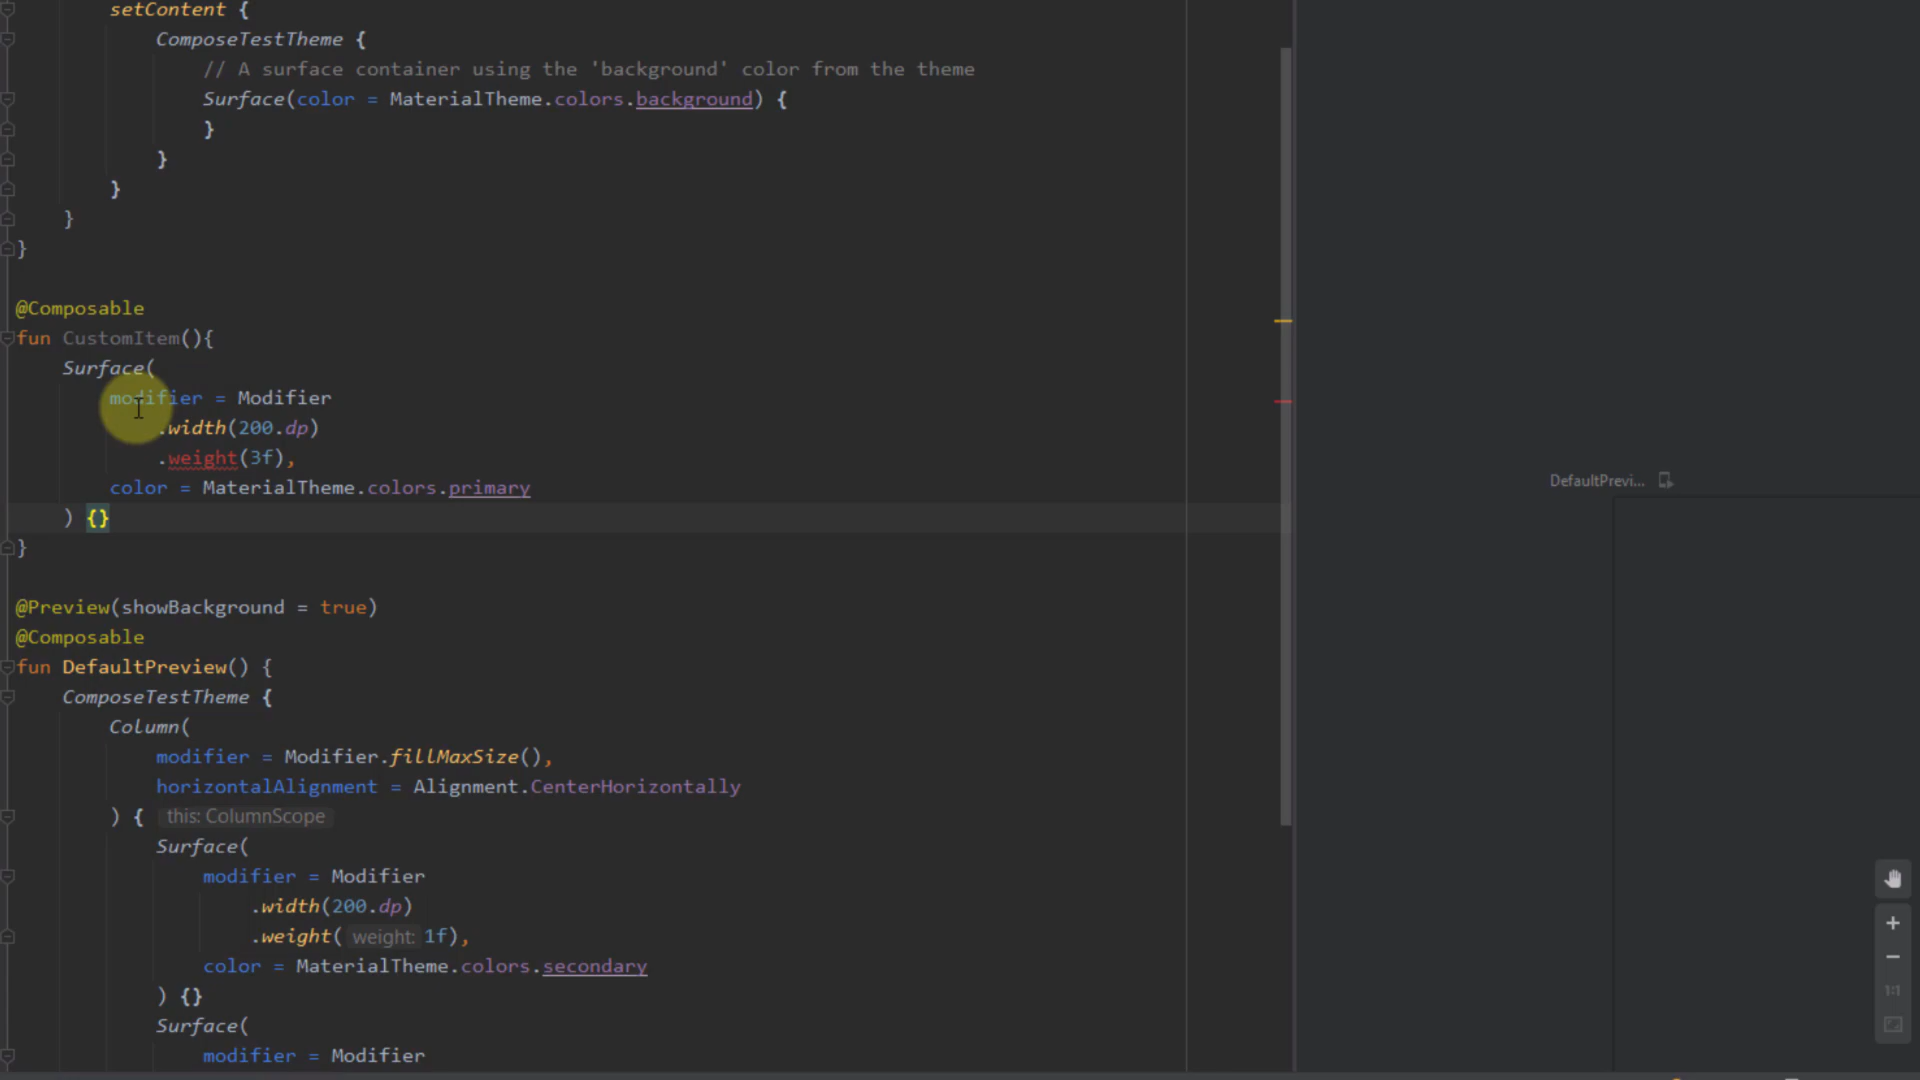 setContent {
ComposeTestTheme {
// A surface container using the 'background' color from the theme
Surface(color = MaterialTheme.colors.background) {
}
}
}
}
}
@Composable
fun CustomItem(){
Surface(
modifier = Modifier
.width(200.dp)
.weight(3f),
color = MaterialTheme.colors.primary
) {}
DefaultPrevi...
}
@Preview(showBackground = true)
@Composable
fun DefaultPreview() {
ComposeTestTheme {
Column(
modifier = Modifier.fillMaxSize(),
horizontalAlignment = Alignment.CenterHorizontally
) { this: ColumnScope
Surface(
modifier = Modifier
.width(200.dp)
.weight( weight: 1f),
color = MaterialTheme.colors.secondary
) {}
1:1
Surface(
modifier = Modifier